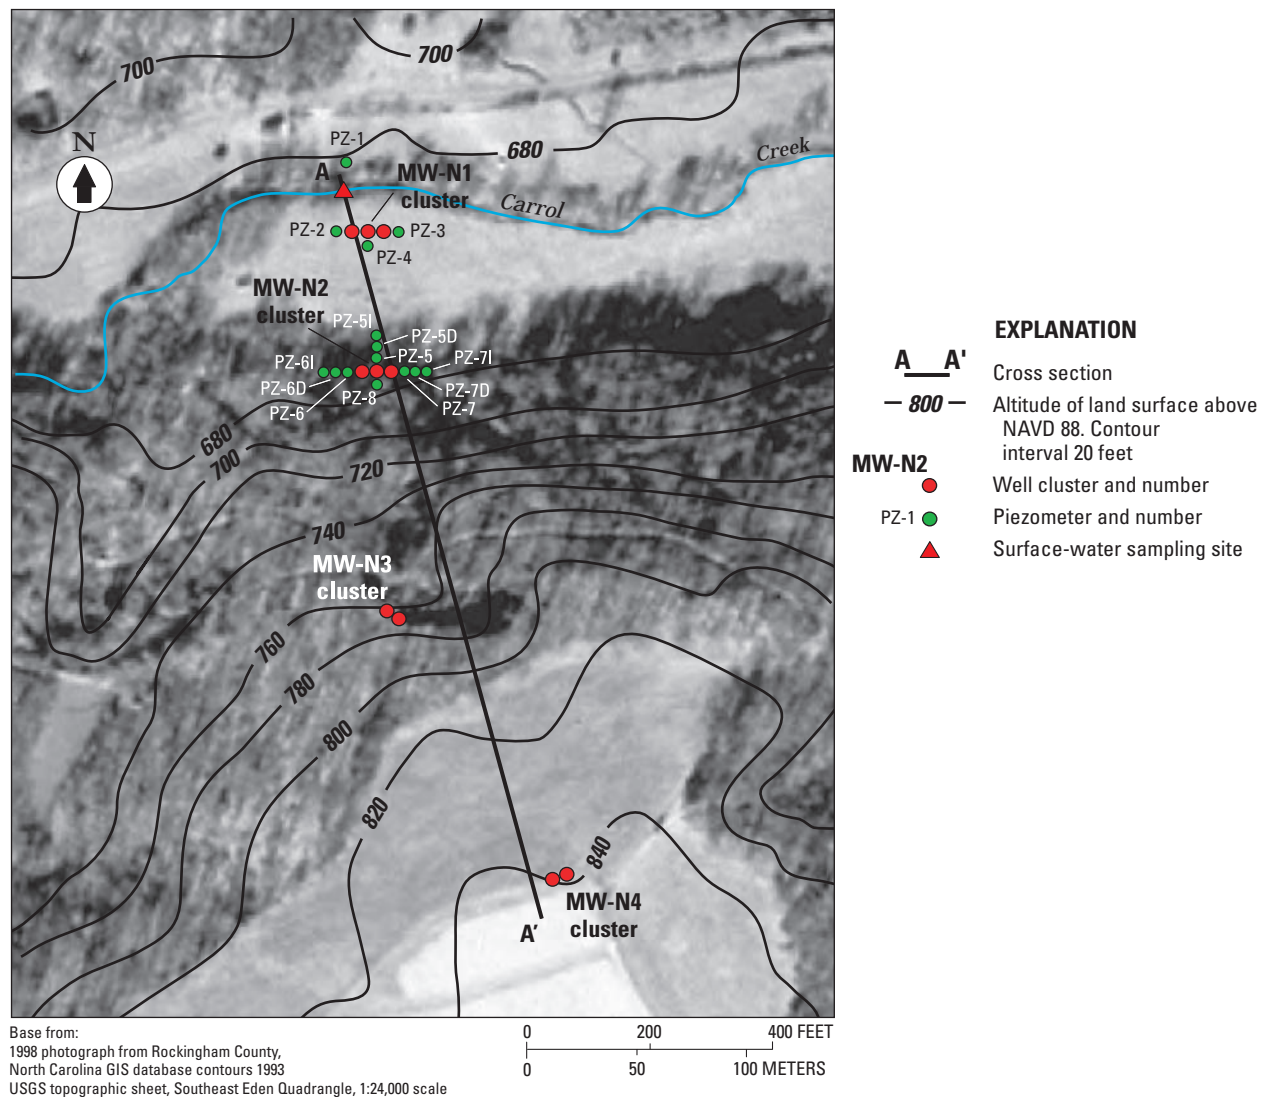 700
700
N
PZ-1
680
Creek
A
MW-N1
cluster
Carrol
PZ-2
PZ-3
PZ-4
MW-N2
cluster
PZ-5I
PZ-5D
PZ-5
PZ-7I
PZ-6I
PZ-6D
PZ-8
PZ-7D
PZ-6
PZ-7
680
700
720
740
MW-N3
cluster
760
780
800
820
840
MW-N4
cluster
A'
EXPLANATION
A A'
Cross section
800
Altitude of land surface above
NAVD 88. Contour
interval 20 feet
MW-N2
Well cluster and number
PZ-1
Piezometer and number
Surface-water sampling site
Base from:
1998 photograph from Rockingham County,
North Carolina GIS database contours 1993
USGS topographic sheet, Southeast Eden Quadrangle, 1:24,000 scale
0 200 400 FEET
0 50 100 METERS